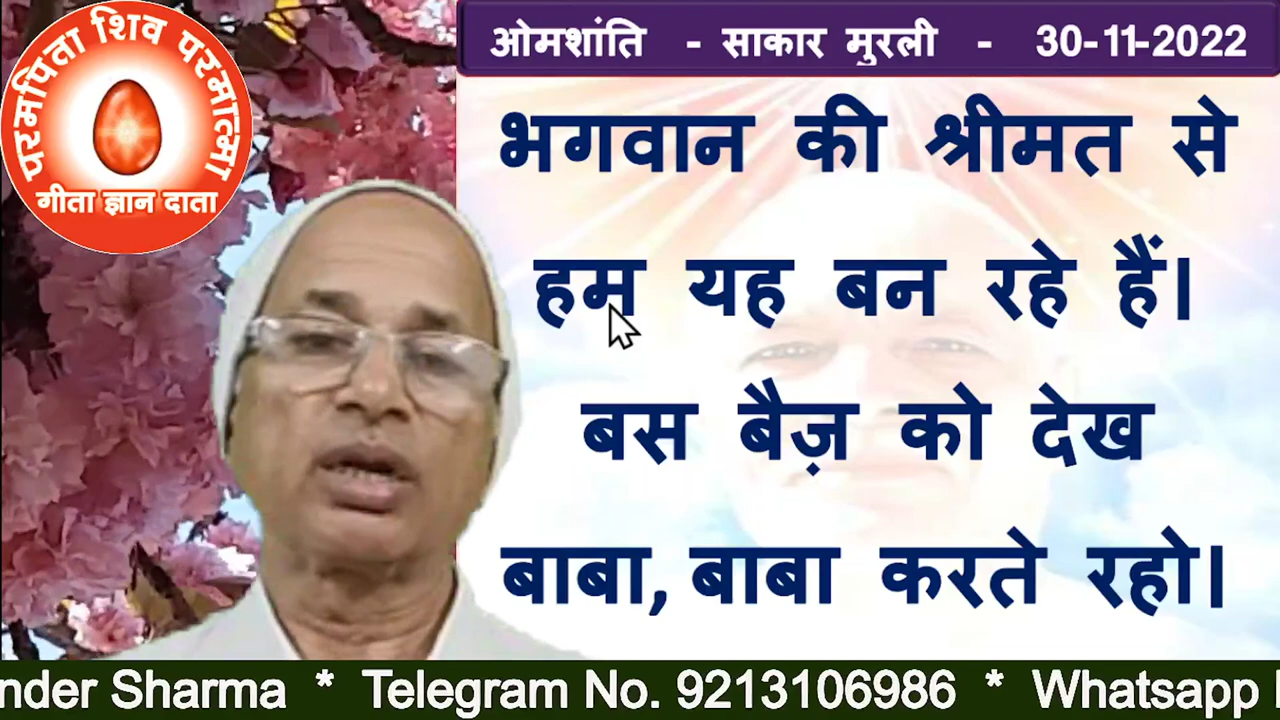 परमपिता शिव परमात्मा
गीता ज्ञान दाता
ओमशांति - साकार मुरली - 30-11-2022
भगवान की श्रीमत से
हम यह बन रहे हैं।
बस बैज़ को देख
बाबा, बाबा करते रहो।
nder Sharma * Telegram No. 9213106986 * Whatsapp